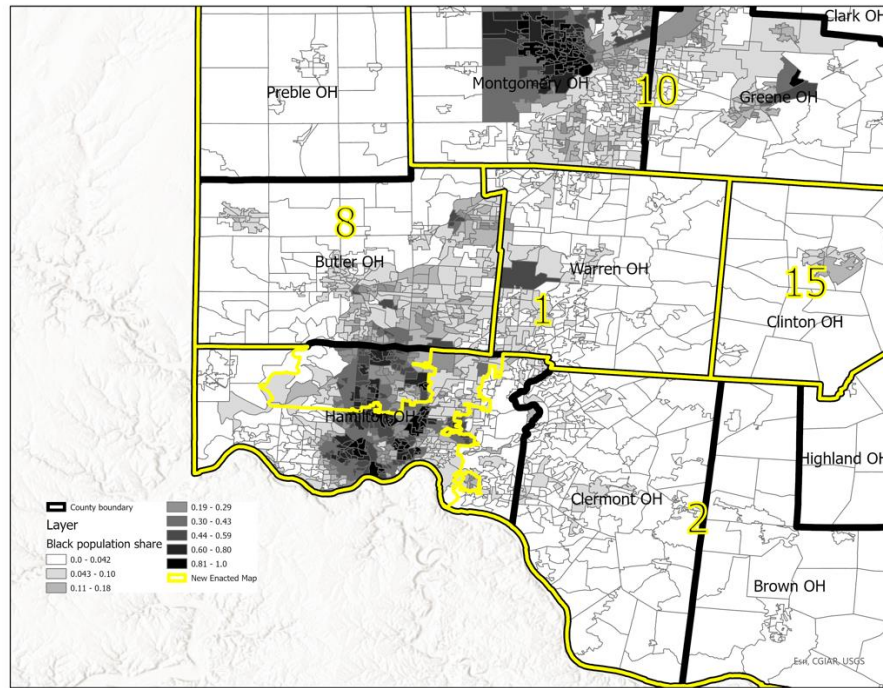 Clark OH
Montgomery OH
10
Preble OH
Greene OH
8
Butler OH
Warren OH
15
1
Clinton OH
Hamilton OH
Highland OH
Clermont OH
2
Brown OH
County boundary
Layer
Black population share
0.0 - 0.042
0.043 - 0.10
0.11 - 0.18
0.19 - 0.29
0.30 - 0.43
0.44 - 0.59
0.60 - 0.80
0.81 - 1.0
New Enacted Map
Esri, CGIAR, USGS